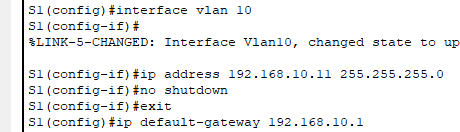 S1(config)#interface vlan 10
S1(config-if)#
%LINK-5-CHANGED: Interface Vlan10, changed state to up
S1(config-if)#ip address 192.168.10.11 255.255.255.0
S1(config-if)#no shutdown
S1(config-if)#exit
S1(config)#ip default-gateway 192.168.10.1